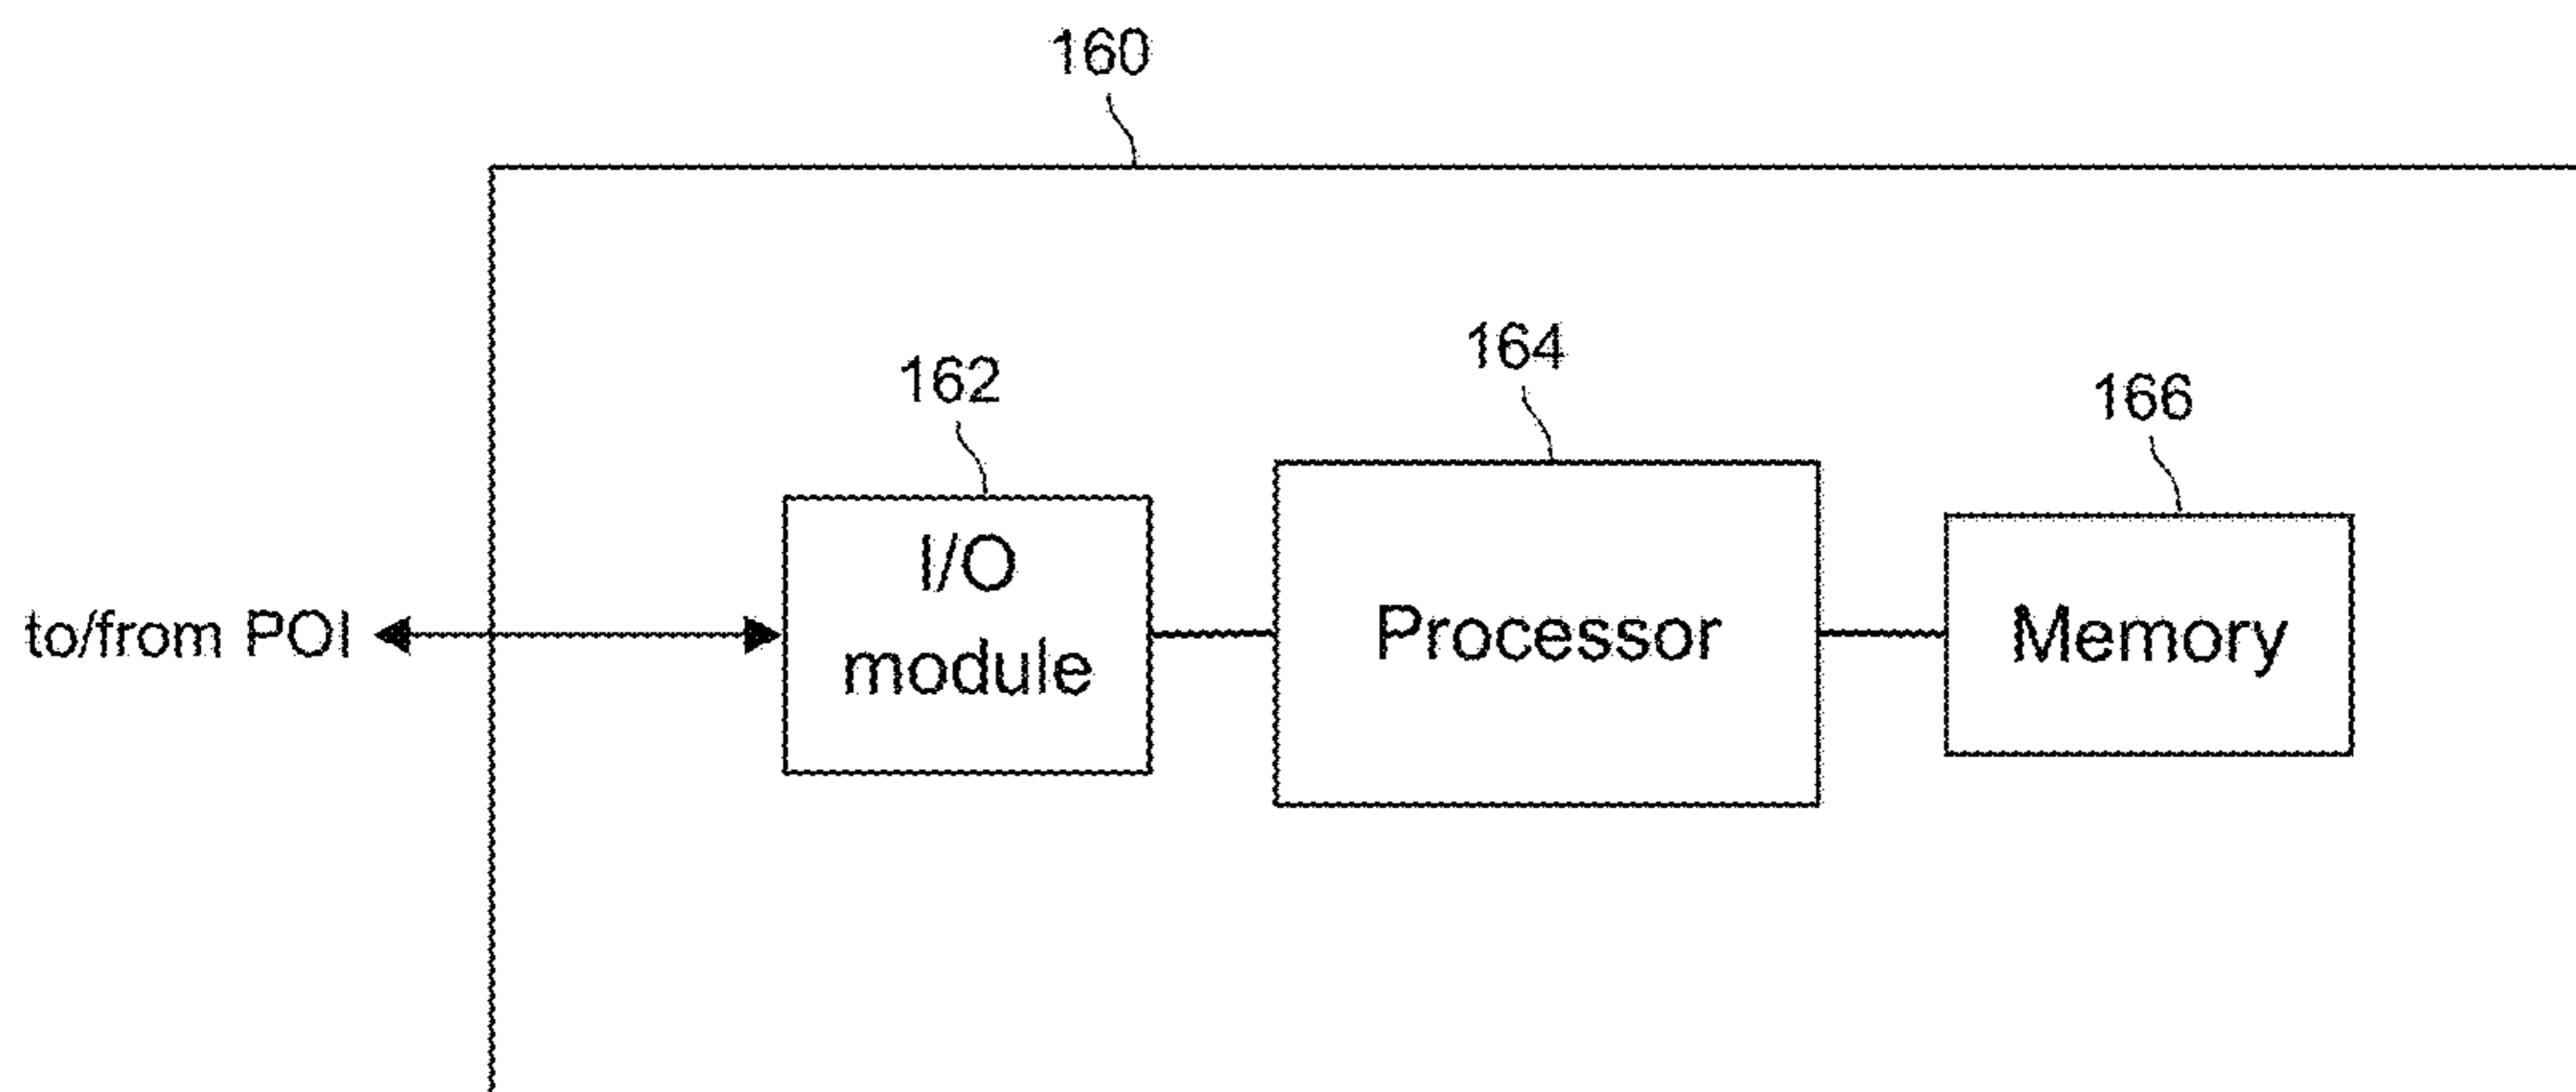 160
162
164
166
to/from POI
I/O
module
Processor
Memory